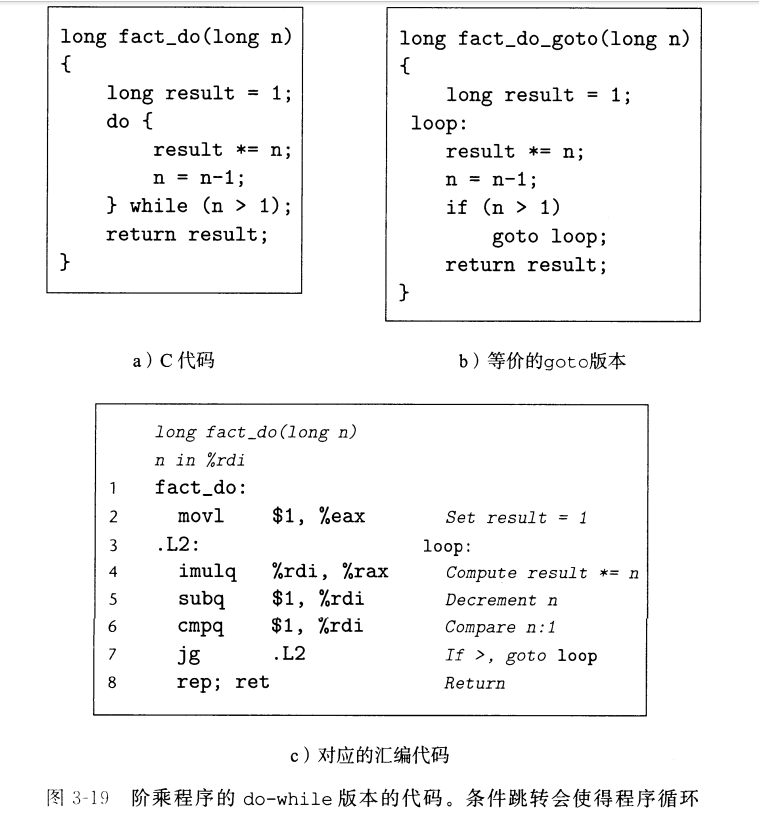 long fact_do(long n)
{
    long result = 1;
    do {
        result *= n;
        n = n-1;
    } while (n > 1);
    return result;
}
a）C 代码
long fact_do_goto(long n)
{
    long result = 1;
 loop:
    result *= n;
    n = n-1;
    if (n > 1)
        goto loop;
    return result;
}
b）等价的goto版本
long fact_do(long n)
n in %rdi
1 fact_do:
2 movl $1, %eax Set result = 1
3 .L2: loop:
4 imulq %rdi, %rax Compute result *= n
5 subq $1, %rdi Decrement n
6 cmpq $1, %rdi Compare n:1
7 jg .L2 If >, goto loop
8 rep; ret Return
c）对应的汇编代码
图 3-19 阶乘程序的 do-while 版本的代码。条件跳转会使得程序循环